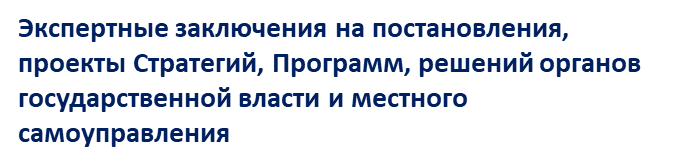 Экспертные заключения на постановления,
проекты Стратегий, Программ, решений органов
государственной власти и местного
самоуправления